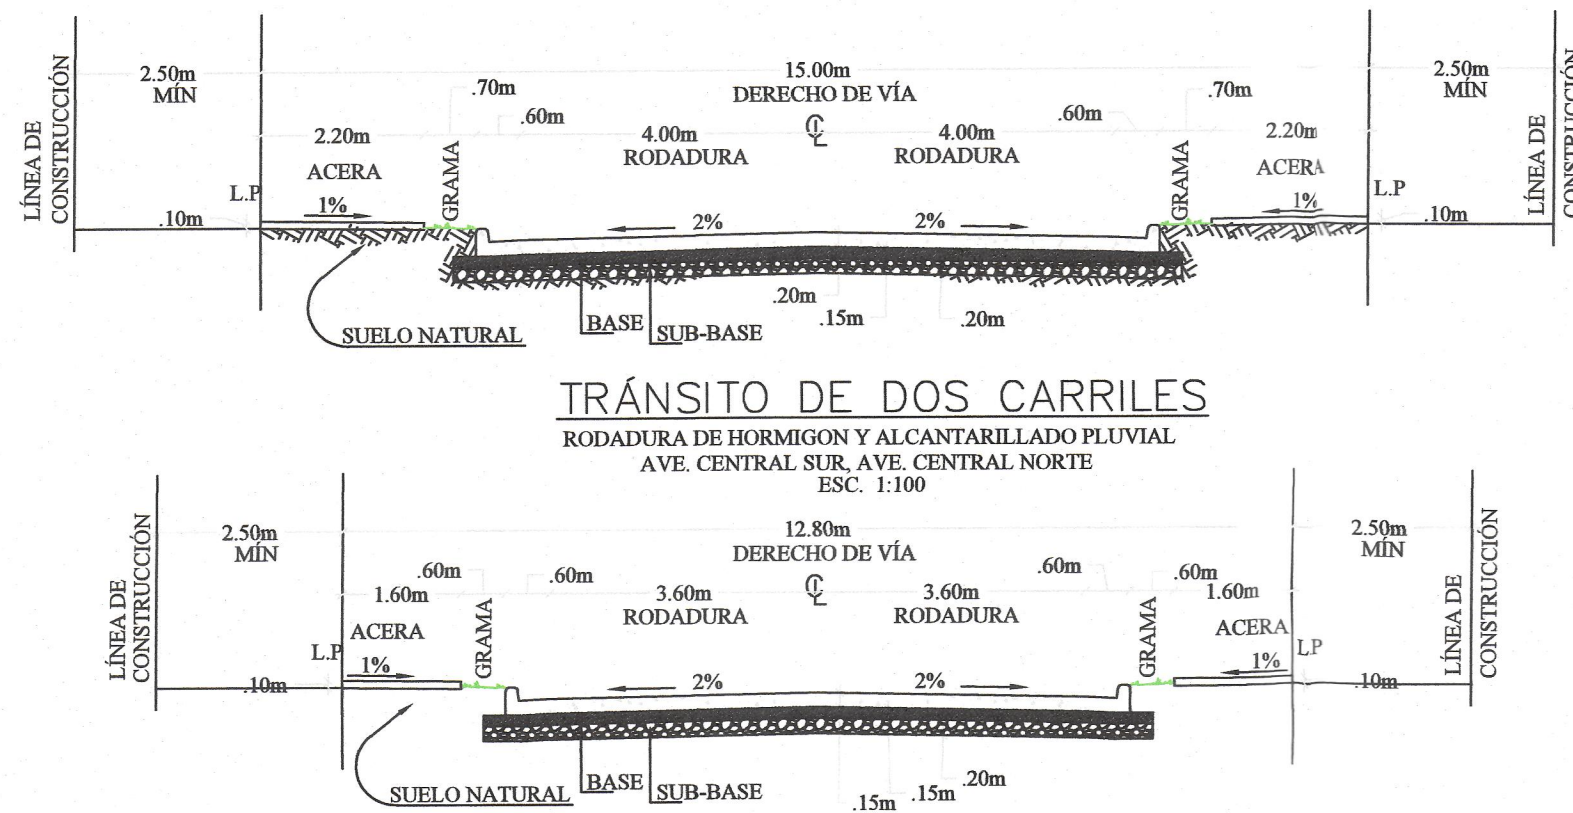 LÍNEA DE
CONSTRUCCIÓN
2.50m
MÍN
15.00m
DERECHO DE VÍA
2.50m
MÍN
LÍNEA DE
CONSTRUCCIÓN
.70m
.60m
2.20m
ACERA
4.00m
RODADURA
CL
4.00m
RODADURA
.60m
.70m
2.20m
ACERA
GRAMA
GRAMA
L.P
L.P
.10m
1%
2%
2%
1%
.10m
.20m
.15m
.20m
SUELO NATURAL
BASE
SUB-BASE
TRÁNSITO DE DOS CARRILES
RODADURA DE HORMIGON Y ALCANTARILLADO PLUVIAL
AVE. CENTRAL SUR, AVE. CENTRAL NORTE
ESC. 1:100
LÍNEA DE
CONSTRUCCIÓN
2.50m
MÍN
12.80m
DERECHO DE VÍA
2.50m
MÍN
LÍNEA DE
CONSTRUCCIÓN
.60m
.60m
1.60m
ACERA
3.60m
RODADURA
CL
3.60m
RODADURA
.60m
.60m
1.60m
ACERA
GRAMA
GRAMA
L.P
L.P
.10m
1%
2%
2%
1%
.10m
.15m
.15m
.20m
SUELO NATURAL
BASE
SUB-BASE